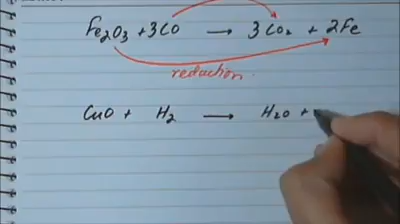 Fe₂O₃ + 3CO → 3CO₂ + 2Fe
reduction
CuO + H₂ → H₂O +